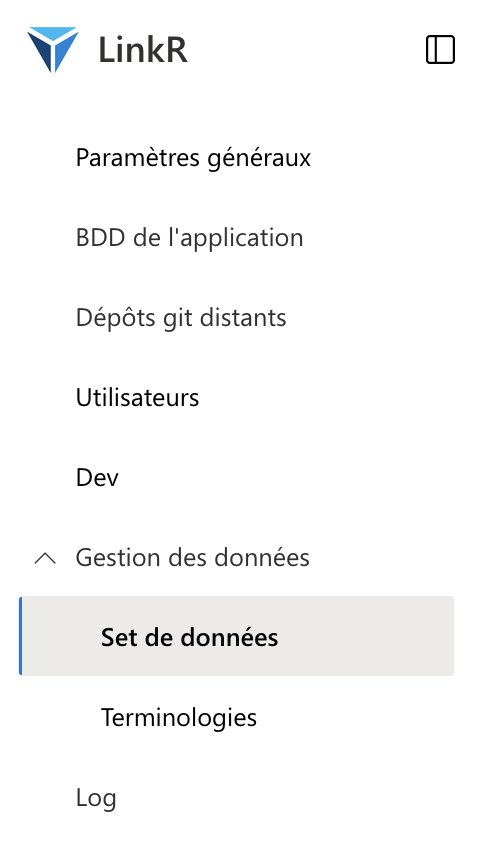 LinkR
Paramètres généraux
BDD de l'application
Dépôts git distants
Utilisateurs
Dev
Gestion des données
Set de données
Terminologies
Log